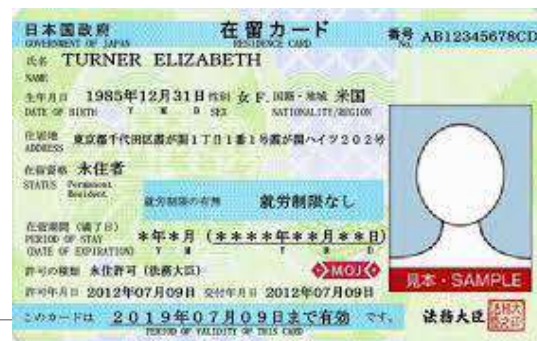 日本国政府 在留カード 番号 AB12345678CD
GOVERNMENT OF JAPAN RESIDENCE CARD No.
氏名 TURNER ELIZABETH
NAME
生年月日 1985年12月31日 性別 女 F. 国籍・地域 米国
DATE OF BIRTH Y M D SEX NATIONALITY/REGION
住居地 東京都千代田区霞が関1丁目1番1号霞が関ハイツ202号
ADDRESS
在留資格 永住者
STATUS Permanent Resident
就労制限の有無 就労制限なし
在留期間(満了日) *年*月(****年**月**日)
PERIOD OF STAY
(DATE OF EXPIRATION) Y M Y M D
許可の種類 永住許可(法務大臣) MOJ
見本・SAMPLE
許可年月日 2012年07月09日 交付年月日 2012年07月09日
このカードは 2019年07月09日まで有効 です。 法務大臣
PERIOD OF VALIDITY OF THIS CARD